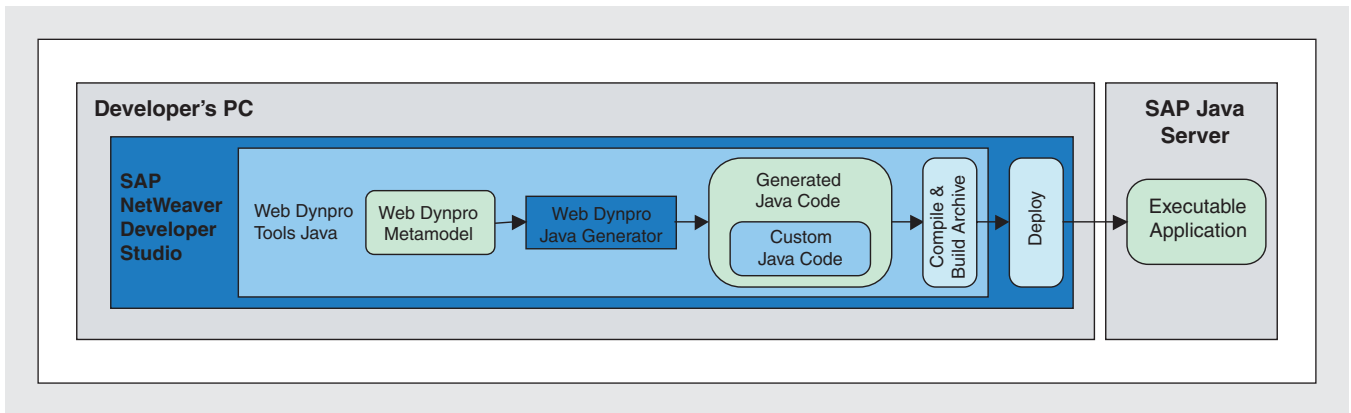 Developer's PC
SAP
NetWeaver
Developer
Studio
Web Dynpro
Tools Java
Web Dynpro
Metamodel
Web Dynpro
Java Generator
Generated
Java Code
Custom
Java Code
Compile &
Build Archive
Deploy
SAP Java
Server
Executable
Application